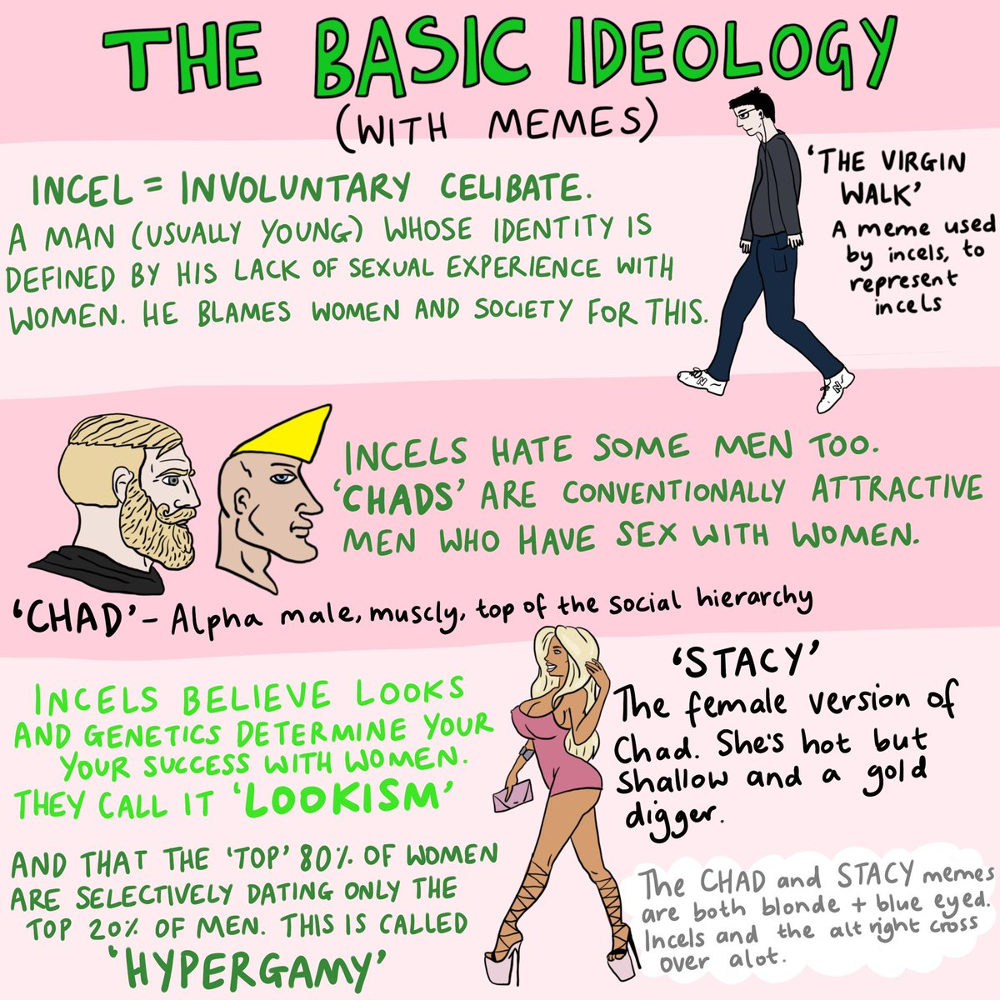 THE BASIC IDEOLOGY
(WITH MEMES)
INCEL = INVOLUNTARY CELIBATE.
A MAN (USUALLY YOUNG) WHOSE IDENTITY IS
DEFINED BY HIS LACK OF SEXUAL EXPERIENCE WITH
WOMEN. HE BLAMES WOMEN AND SOCIETY FOR THIS.
'THE VIRGIN
WALK'
A meme used
by incels, to
represent
incels
INCELS HATE SOME MEN TOO.
'CHADS' ARE CONVENTIONALLY ATTRACTIVE
MEN WHO HAVE SEX WITH WOMEN.
'CHAD' - Alpha male, muscly, top of the social hierarchy
INCELS BELIEVE LOOKS
AND GENETICS DETERMINE YOUR
YOUR SUCCESS WITH WOMEN.
THEY CALL IT 'LOOKISM'
AND THAT THE 'TOP' 80% OF WOMEN
ARE SELECTIVELY DATING ONLY THE
TOP 20% OF MEN. THIS IS CALLED
'HYPERGAMY'
'STACY'
The female version of
Chad. She's hot but
Shallow and a gold
digger.
The CHAD and STACY memes
are both blonde + blue eyed.
Incels and the alt right cross
over alot.